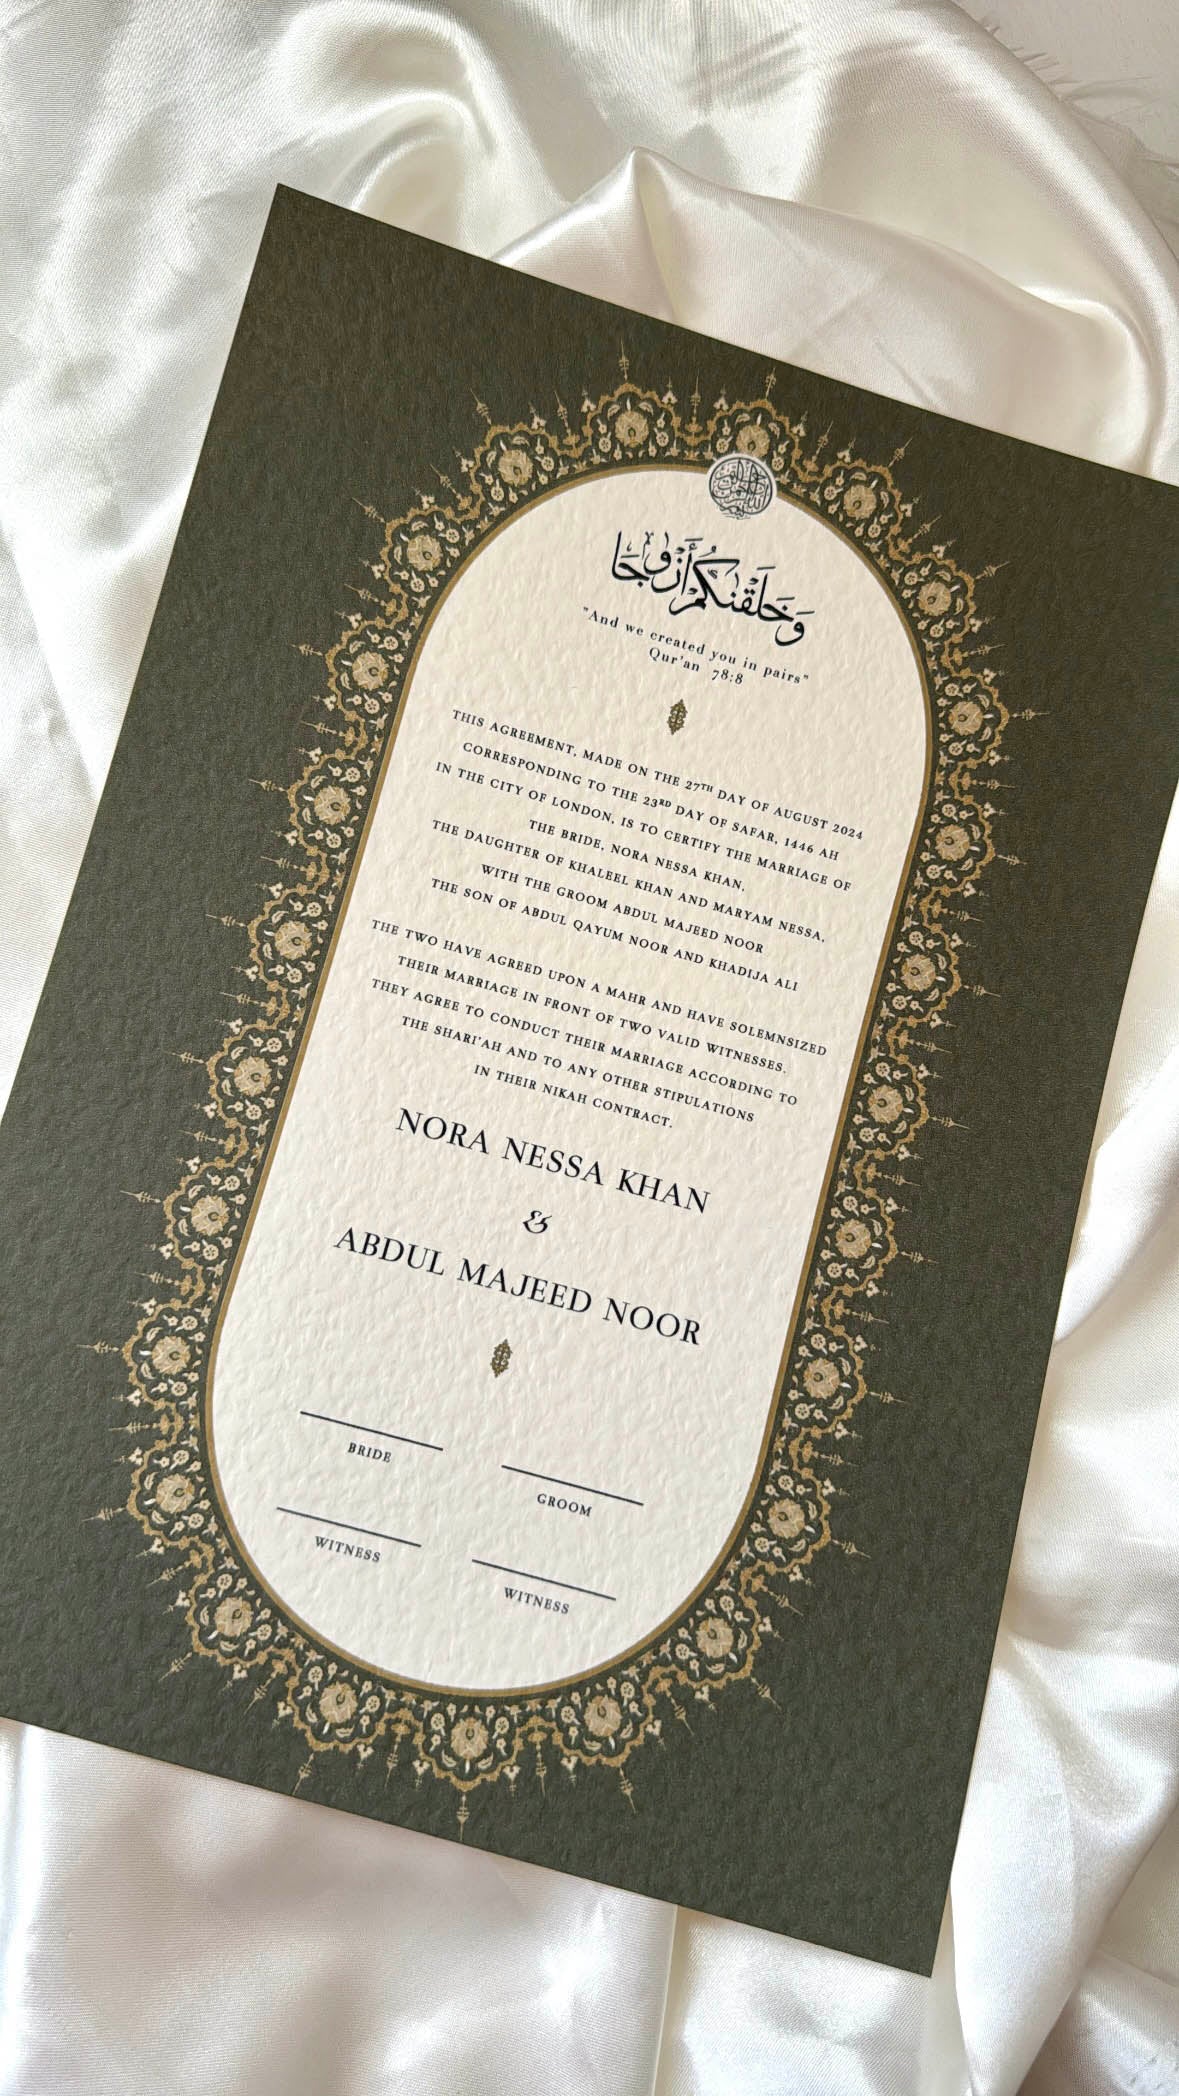 وَخَلَقْنَٰكُمْ أَزْوَٰجًا
"And we created you in pairs"
Qur'an 78:8
THIS AGREEMENT, MADE ON THE 27TH DAY OF AUGUST 2024
CORRESPONDING TO THE 23RD DAY OF SAFAR, 1446 AH
IN THE CITY OF LONDON, IS TO CERTIFY THE MARRIAGE OF
THE BRIDE, NORA NESSA KHAN,
THE DAUGHTER OF KHALEEL KHAN AND MARYAM NESSA,
WITH THE GROOM ABDUL MAJEED NOOR
THE SON OF ABDUL QAYUM NOOR AND KHADIJA ALI
THE TWO HAVE AGREED UPON A MAHR AND HAVE SOLEMNSIZED
THEIR MARRIAGE IN FRONT OF TWO VALID WITNESSES.
THEY AGREE TO CONDUCT THEIR MARRIAGE ACCORDING TO
THE SHARI'AH AND TO ANY OTHER STIPULATIONS
IN THEIR NIKAH CONTRACT.
NORA NESSA KHAN
&
ABDUL MAJEED NOOR
BRIDE
GROOM
WITNESS
WITNESS